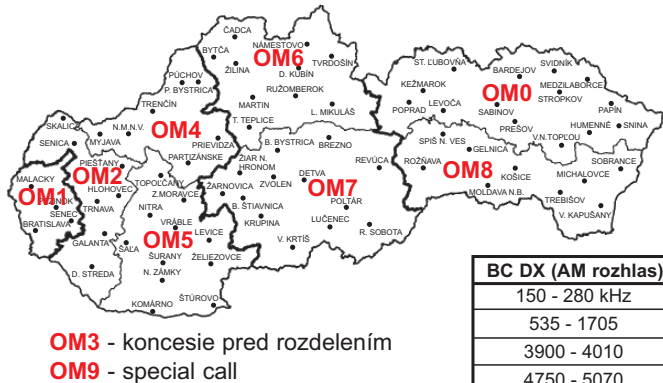 ČADCA
OM6
BYTČA
NÁMESTOVO
TVRDOŠÍN
ŽILINA
D. KUBÍN
ST. ĽUBOVŇA
BARDEJOV
SVIDNÍK
PÚCHOV
P. BYSTRICA
RUŽOMBEROK
KEŽMAROK
OM0
MEDZILABORCE
STROPKOV
MARTIN
L. MIKULÁŠ
POPRAD
LEVOČA
SABINOV
PAPÍN
TRENČÍN
SKALICA
N.M.N.V.
OM4
T. TEPLICE
PREŠOV
HUMENNÉ
SNINA
SENICA
MYJAVA
PRIEVIDZA
B. BYSTRICA
BREZNO
SPIŠ N. VES
GELNICA
V.N.TOPĽOU
PIEŠŤANY
PARTIZÁNSKE
ŽIAR N.
HRONOM
REVÚCA
ROŽŇAVA
OM8
KOŠICE
SOBRANCE
MALACKY
OM2
TOPOĽČANY
DETVA
MICHALOVCE
OM1
HLOHOVEC
Z.MORAVCE
ŽARNOVICA
ZVOLEN
OM7
MOLDAVA N.B.
TREBIŠOV
PEZINOK
TRNAVA
NITRA
B. ŠTIAVNICA
POLTÁR
V. KAPUŠANY
SENEC
VRÁBLE
KRUPINA
LUČENEC
BRATISLAVA
GALANTA
ŠAĽA
OM5
LEVICE
V. KRTÍŠ
R. SOBOTA
ŠURANY
ŽELIEZOVCE
D. STREDA
N. ZÁMKY
KOMÁRNO
ŠTÚROVO
OM3 - koncesie pred rozdelením
OM9 - special call
BC DX (AM rozhlas)
150 - 280 kHz
535 - 1705
3900 - 4010
4750 - 5070